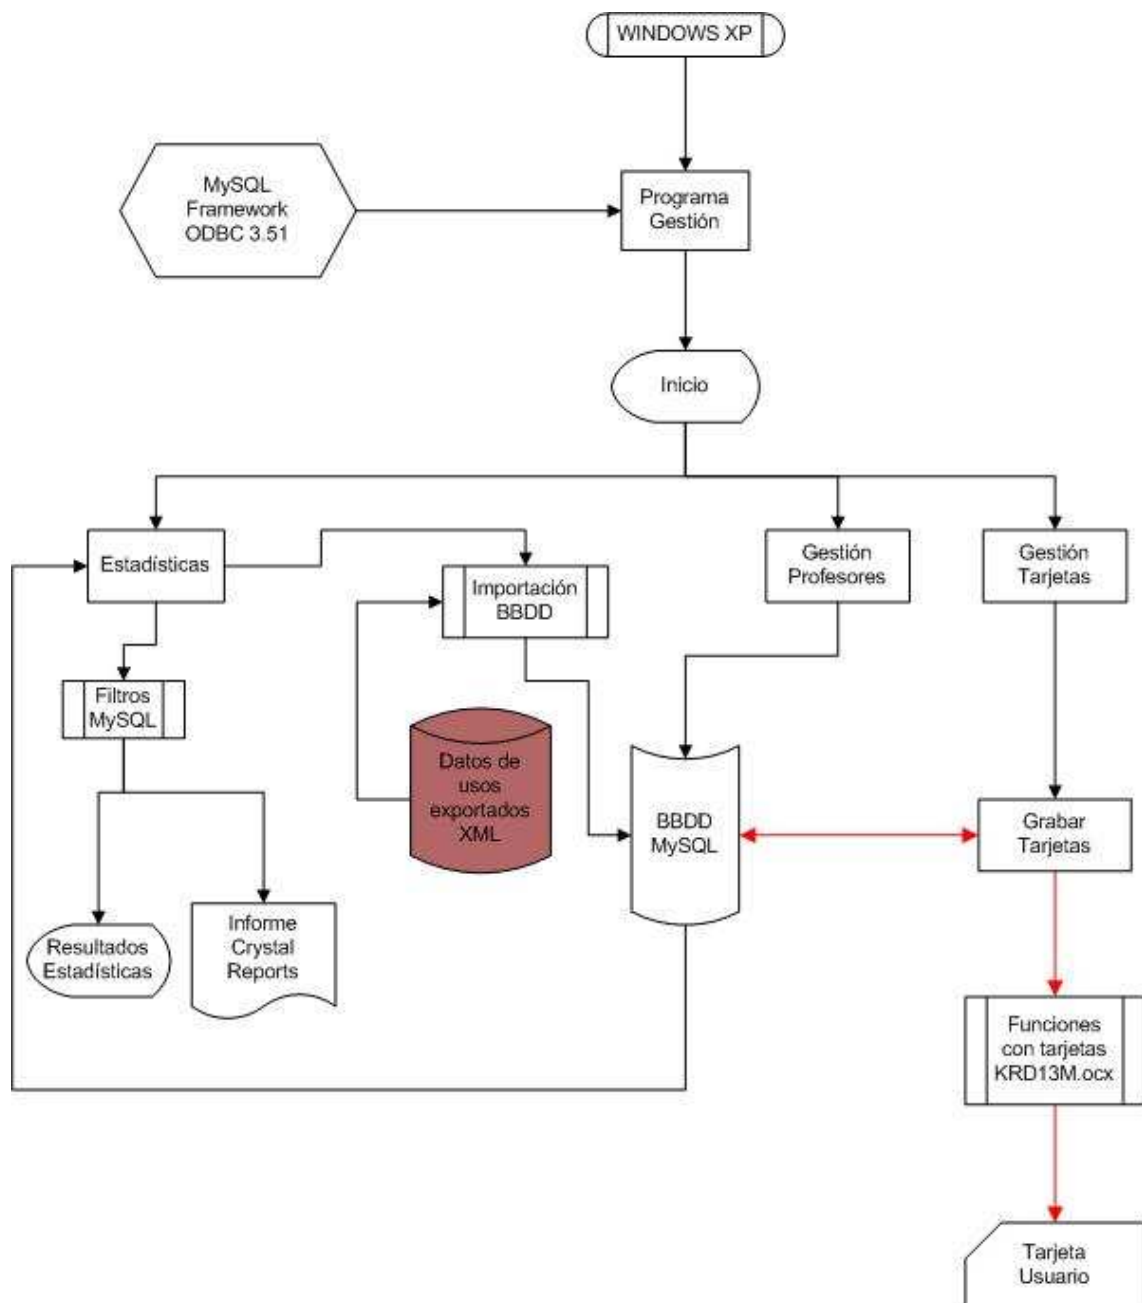 WINDOWS XP
MySQL
Framework
ODBC 3.51
Programa
Gestión
Inicio
Estadísticas
Importación
BBDD
Gestión
Profesores
Gestión
Tarjetas
Filtros
MySQL
Datos de
usos
exportados
XML
BBDD
MySQL
Grabar
Tarjetas
Resultados
Estadísticas
Informe
Crystal
Reports
Funciones
con tarjetas
KRD13M.ocx
Tarjeta
Usuario